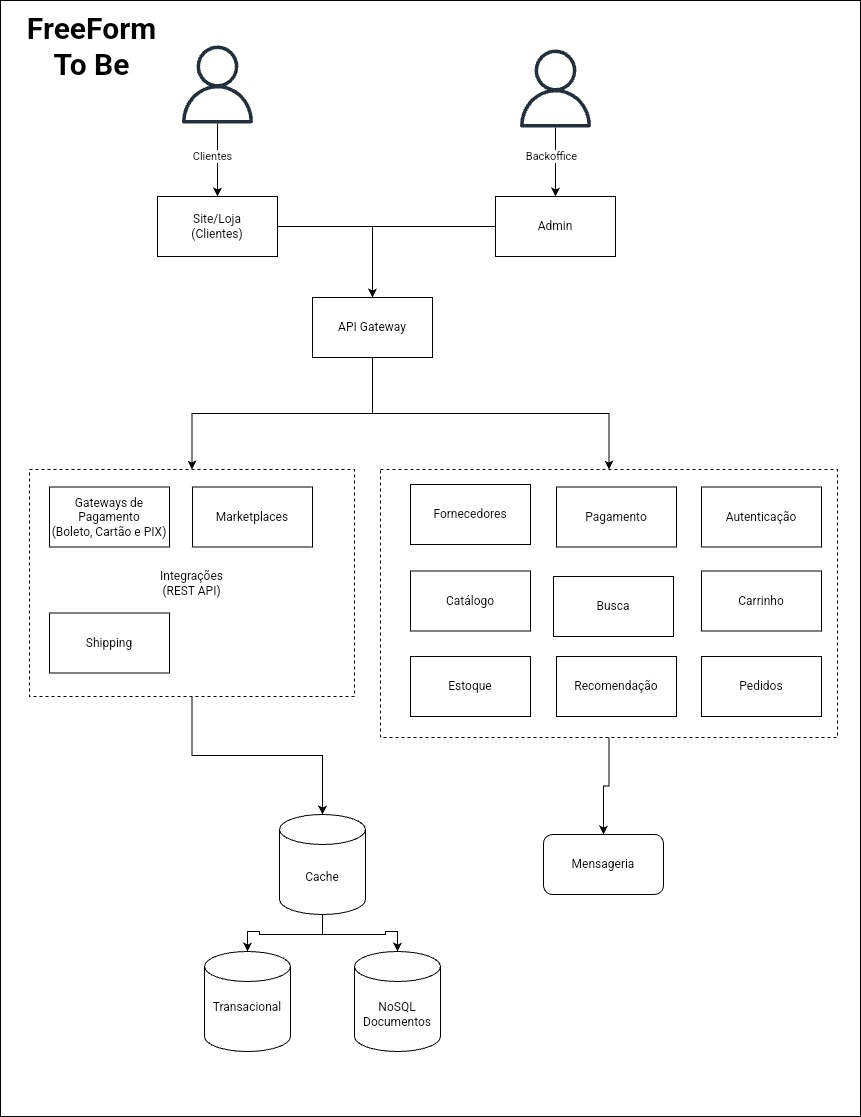 FreeForm
To Be
Clientes
Backoffice
Site/Loja
(Clientes)
Admin
API Gateway
Gateways de
Pagamento
(Boleto, Cartão e PIX)
Marketplaces
Integrações
(REST API)
Shipping
Fornecedores
Pagamento
Autenticação
Catálogo
Busca
Carrinho
Estoque
Recomendação
Pedidos
Cache
Mensageria
Transacional
NoSQL
Documentos